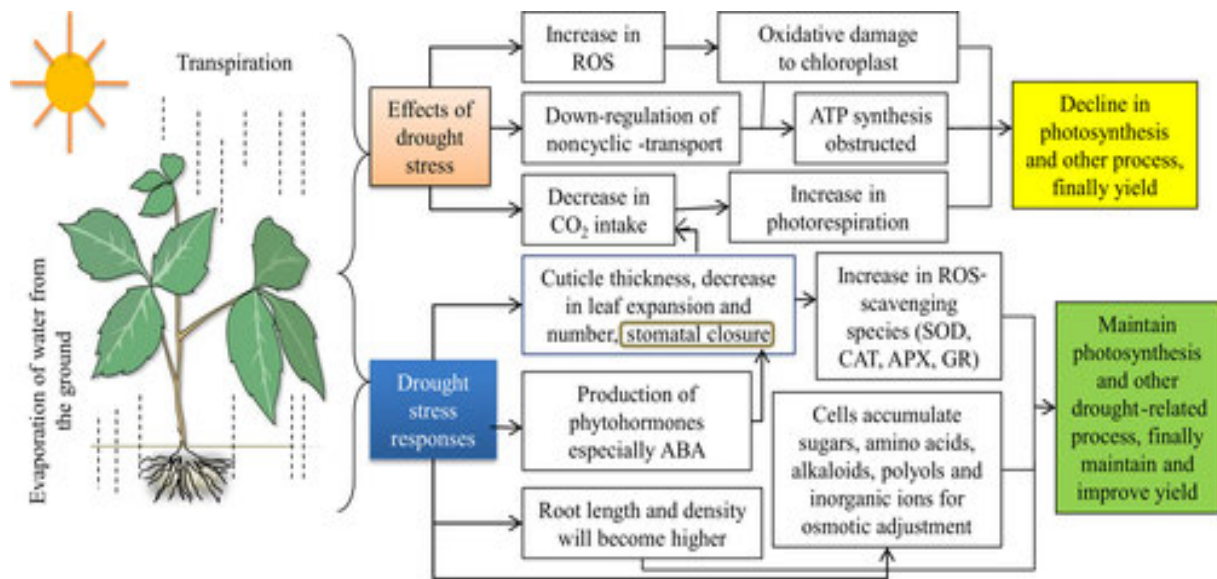 Transpiration
Evaporation of water from
the ground
Effects of
drought
stress
Increase in
ROS
Oxidative damage
to chloroplast
Down-regulation of
noncyclic -transport
ATP synthesis
obstructed
Decrease in
CO₂ intake
Increase in
photorespiration
Decline in
photosynthesis
and other process,
finally yield
Drought
stress
responses
Cuticle thickness, decrease
in leaf expansion and
number, stomatal closure
Increase in ROS-
scavenging
species (SOD,
CAT, APX, GR)
Production of
phytohormones
especially ABA
Cells accumulate
sugars, amino acids,
alkaloids, polyols and
inorganic ions for
osmotic adjustment
Root length and density
will become higher
Maintain
photosynthesis
and other
drought-related
process, finally
maintain and
improve yield